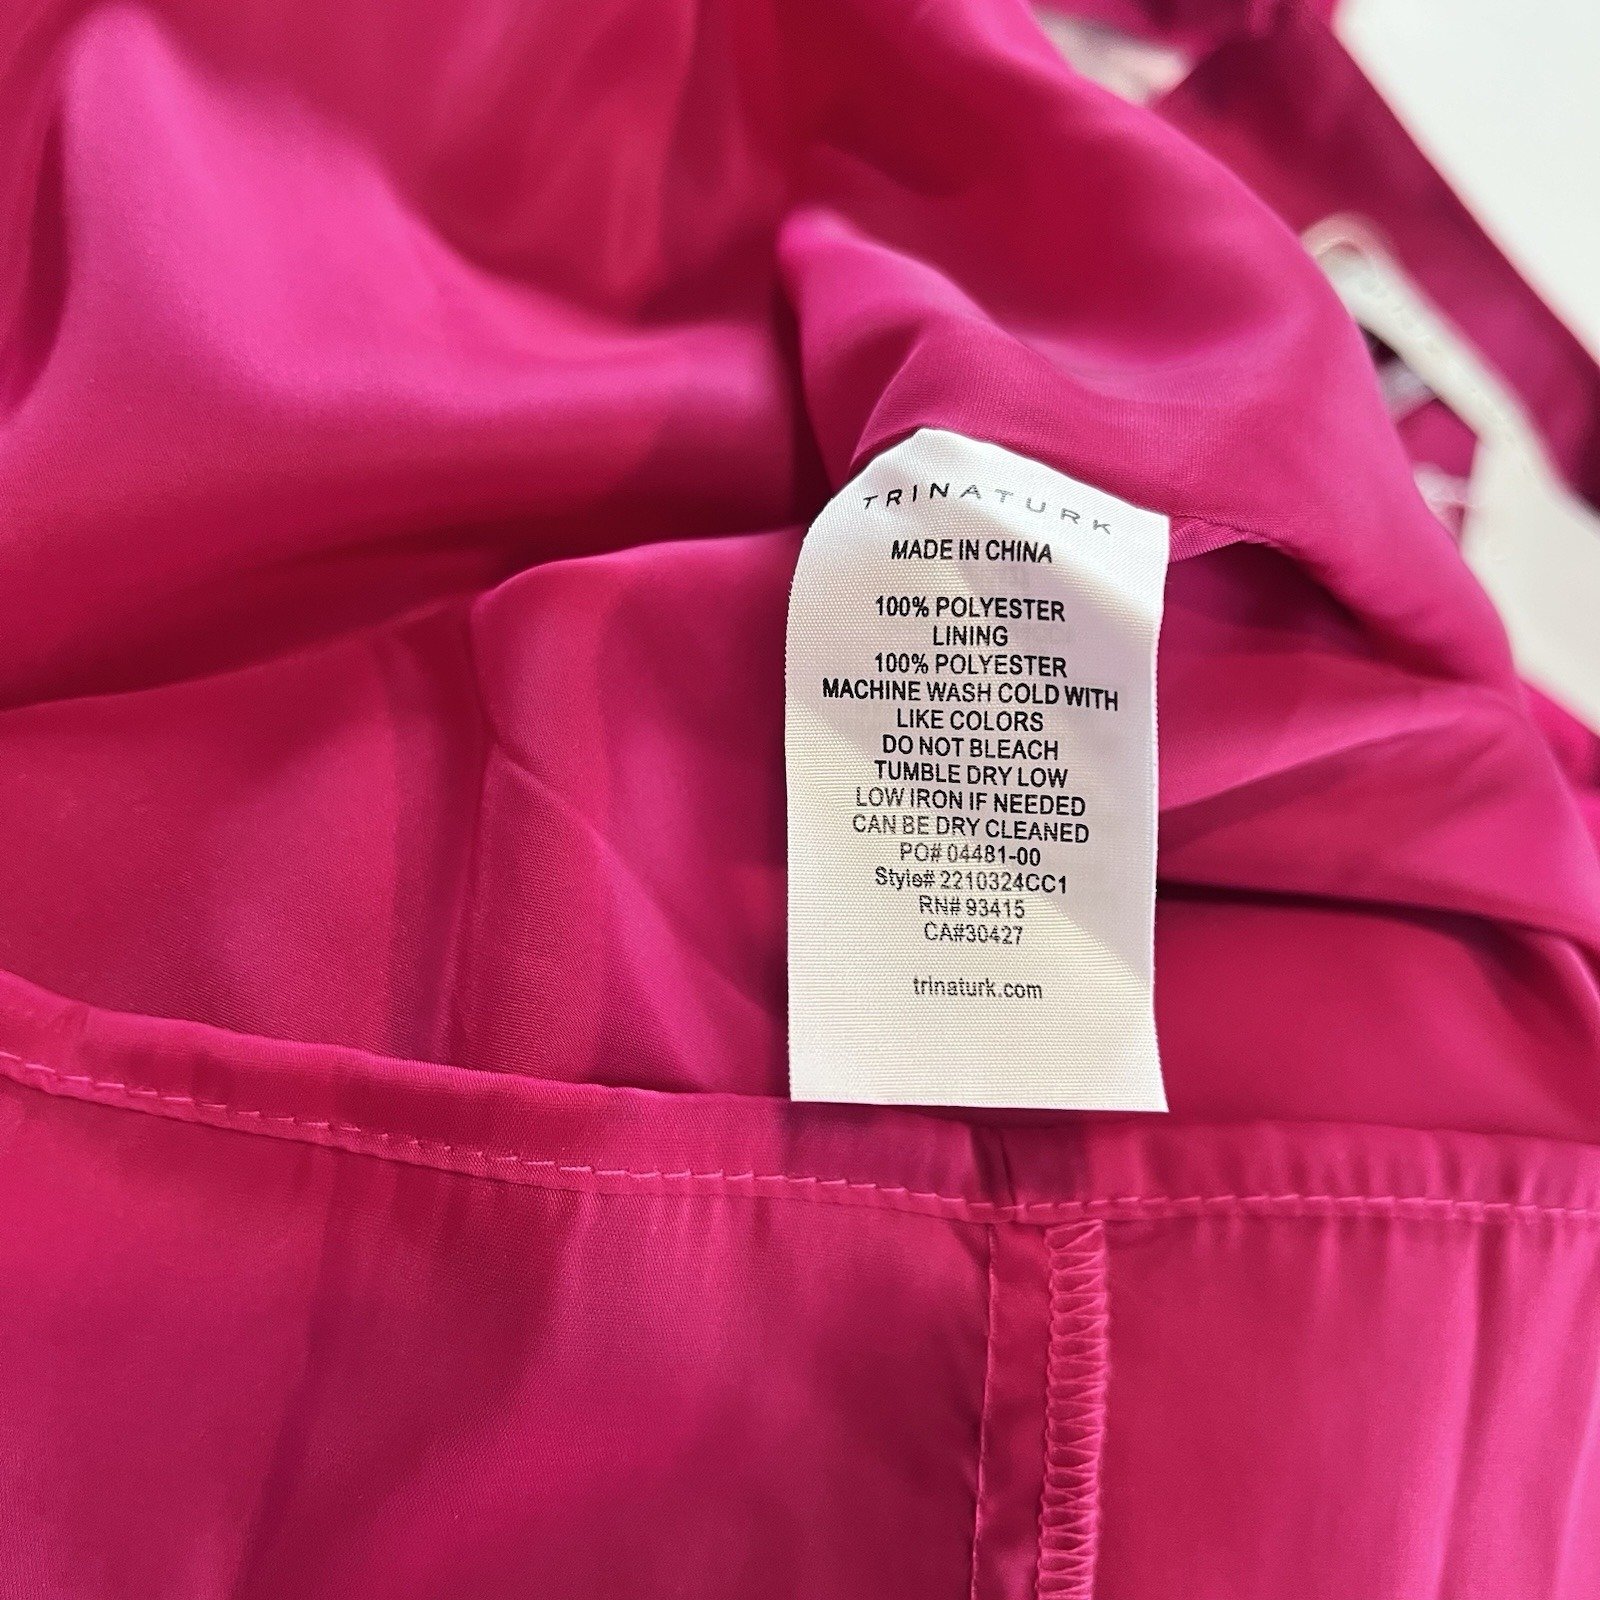 TRINATURK
MADE IN CHINA
100% POLYESTER
LINING
100% POLYESTER
MACHINE WASH COLD WITH
LIKE COLORS
DO NOT BLEACH
TUMBLE DRY LOW
LOW IRON IF NEEDED
CAN BE DRY CLEANED
PO# 04481-00
Style# 2210324CC1
RN# 93415
CA#30427
trinaturk.com